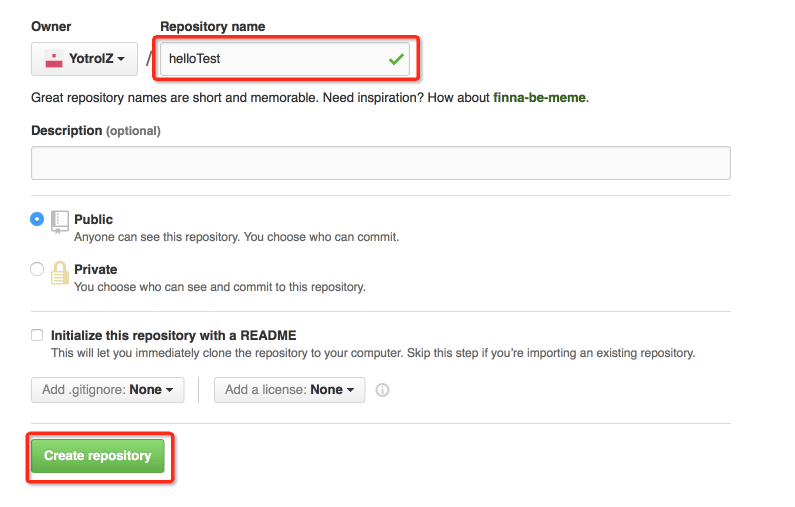 Owner
Repository name
YotrolZ
/
helloTest
Great repository names are short and memorable. Need inspiration? How about finna-be-meme.
Description (optional)
Public
Anyone can see this repository. You choose who can commit.
Private
You choose who can see and commit to this repository.
Initialize this repository with a README
This will let you immediately clone the repository to your computer. Skip this step if you're importing an existing repository.
Add .gitignore: None
Add a license: None
Create repository